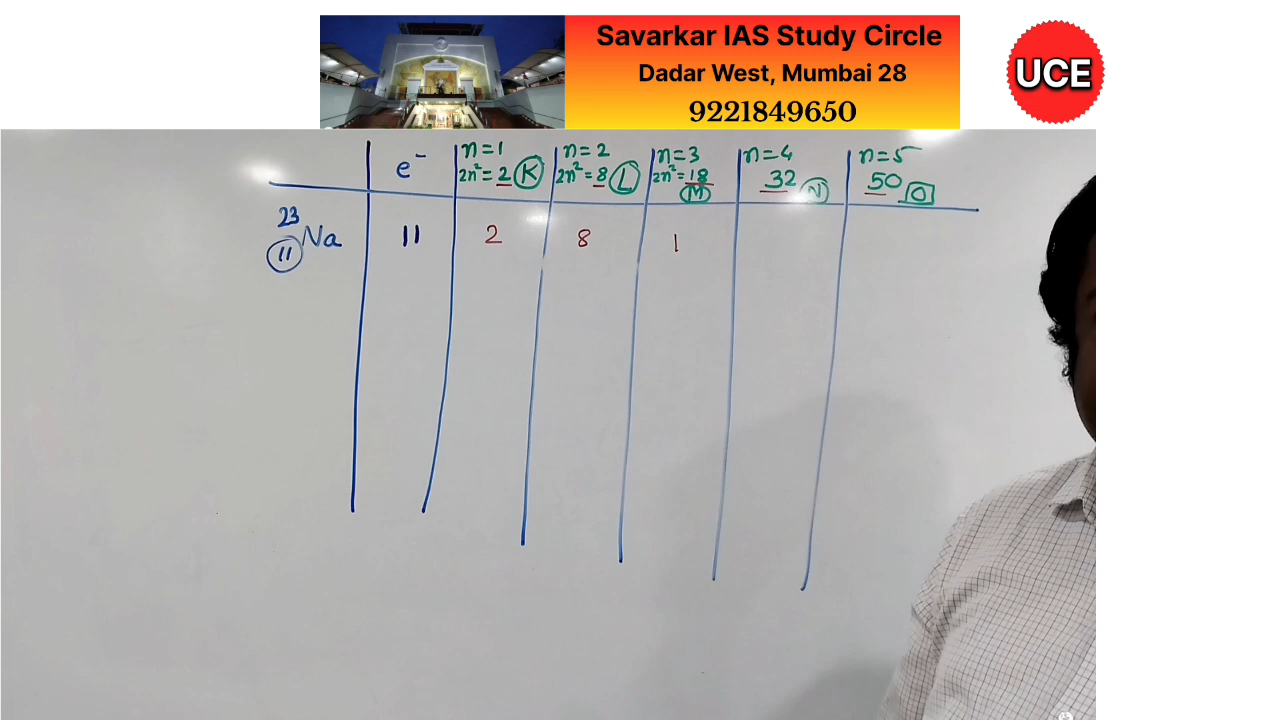 Savarkar IAS Study Circle
Dadar West, Mumbai 28
9221849650
UCE
e⁻
n=1
2n²=2 K
n=2
2n²=8 L
n=3
2n²=18
M
n=4
32 N
n=5
50 O
23
11 Na 11 2 8 1